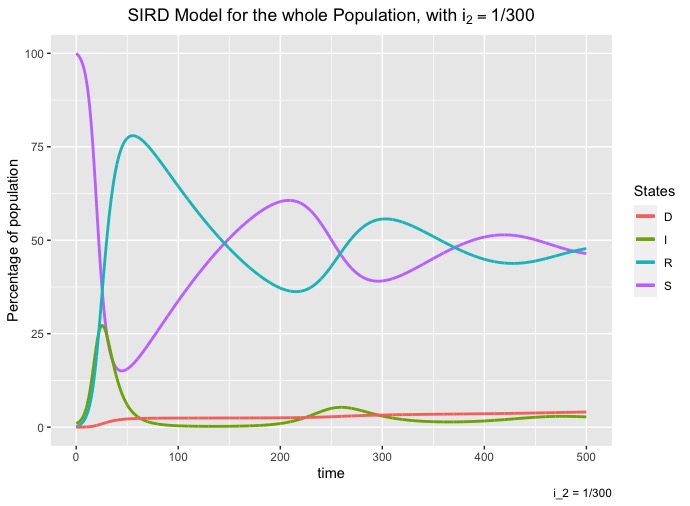 SIRD Model for the whole Population, with i₂ = 1/300
Percentage of population
100
75
50
25
0
0 100 200 300 400 500
time
States
D
I
R
S
i_2 = 1/300